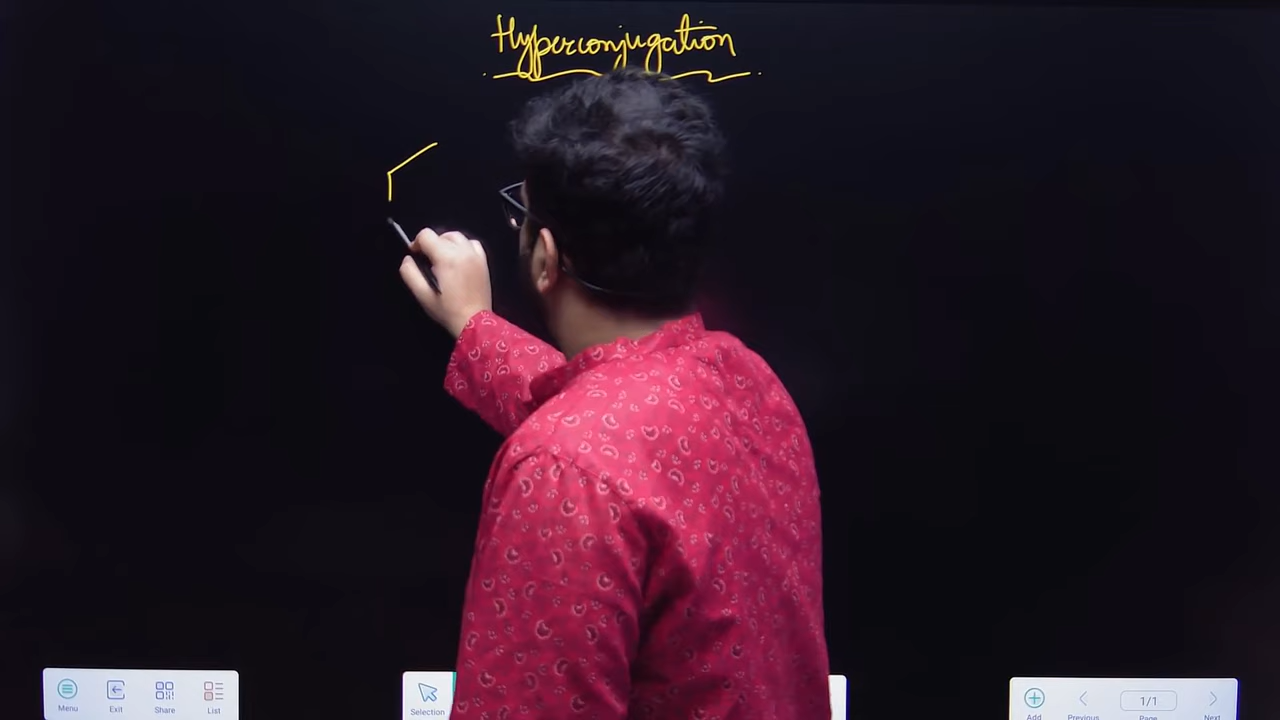 Hyperconjugation
Menu
Exit
Share
List
Selection
Add
Previous
1/1
Page
Next